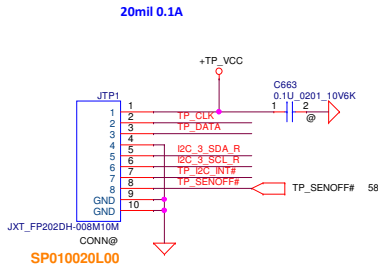 20mil 0.1A
+TP_VCC
JTP1
C663
0.1U_0201_10V6K
1 2
@
1 1
2 2 TP_CLK
3 3 TP_DATA
4 4
5 5 I2C_3_SDA_R
6 6 I2C_3_SCL_R
7 7 TP_I2C_INT#
8 8 TP_SENOFF# TP_SENOFF# 58
GND 9
GND 10
JXT_FP202DH-008M10M
CONN@
SP010020L00